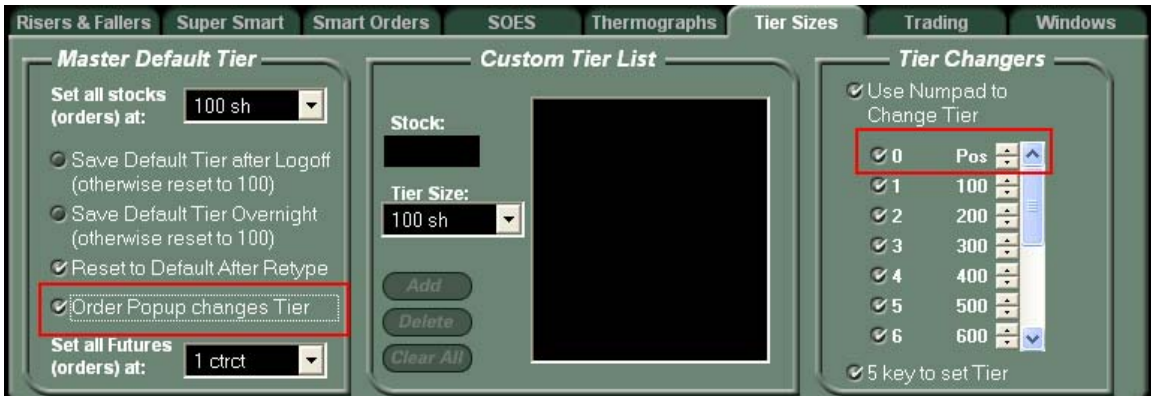 Risers & Fallers Super Smart Smart Orders SOES Thermographs Tier Sizes Trading Windows
Master Default Tier
Set all stocks
(orders) at:
100 sh
Save Default Tier after Logoff
(otherwise reset to 100)
Save Default Tier Overnight
(otherwise reset to 100)
Reset to Default After Retype
Order Popup changes Tier
Set all Futures
(orders) at:
1 ctrct
Custom Tier List
Stock:
Tier Size:
100 sh
Add
Delete
Clear All
Tier Changers
Use Numpad to
Change Tier
0 Pos
1 100
2 200
3 300
4 400
5 500
6 600
5 key to set Tier